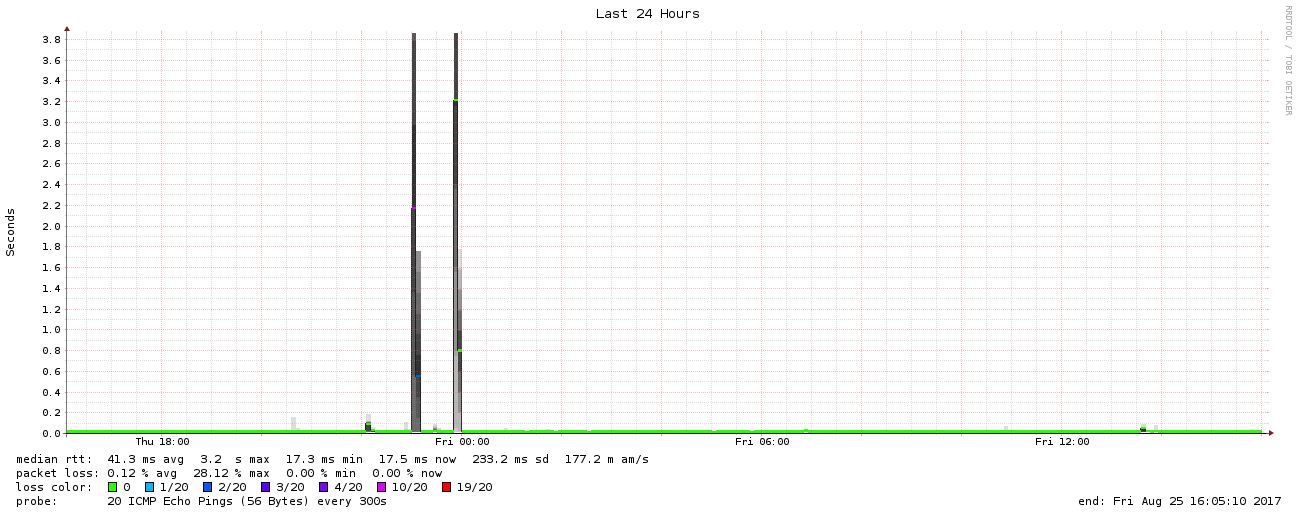 Last 24 Hours
RRDTOOL / TOBI OETIKER
Seconds
3.8
3.6
3.4
3.2
3.0
2.8
2.6
2.4
2.2
2.0
1.8
1.6
1.4
1.2
1.0
0.8
0.6
0.4
0.2
0.0
Thu 18:00 Fri 00:00 Fri 06:00 Fri 12:00
median rtt: 41.3 ms avg 3.2 s max 17.3 ms min 17.5 ms now 233.2 ms sd 177.2 m am/s
packet loss: 0.12 % avg 28.12 % max 0.00 % min 0.00 % now
loss color: 0 1/20 2/20 3/20 4/20 10/20 19/20
probe: 20 ICMP Echo Pings (56 Bytes) every 300s end: Fri Aug 25 16:05:10 2017